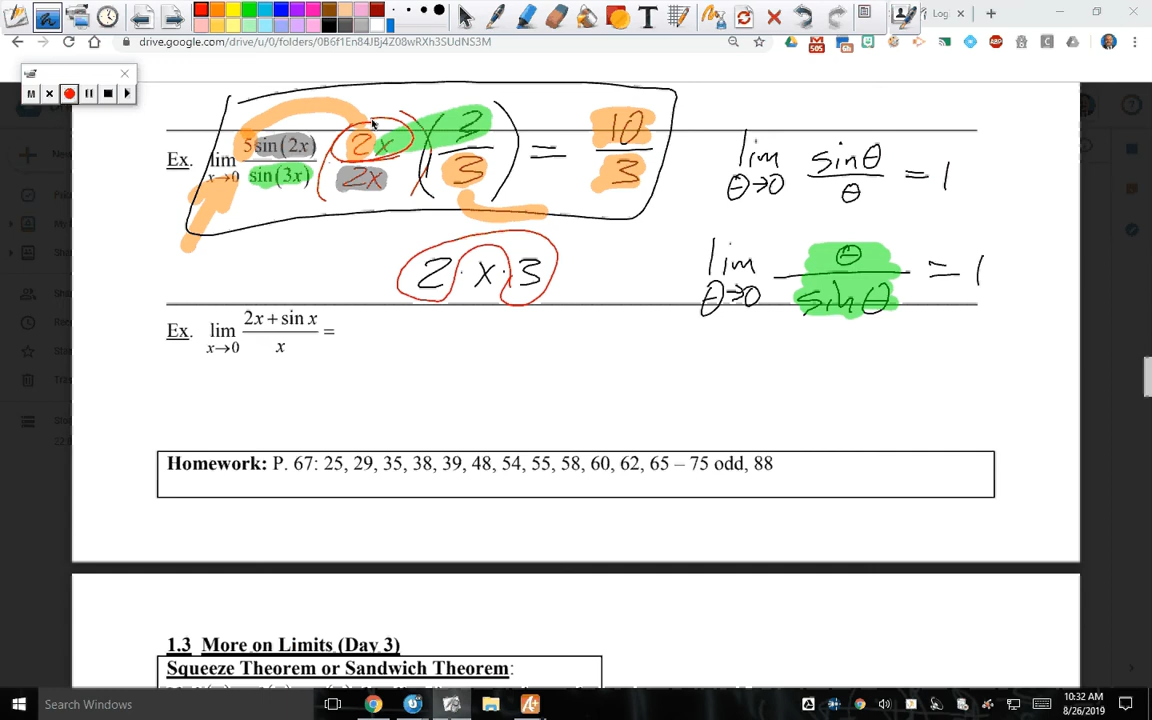 Log
drive.google.com/drive/u/0/folders/0B6f1En84JBj4Z08wRXh3SUdNS3M
M
Ex. lim x→0 5sin(2x) / sin(3x) (2x / 2x) (3 / 3) = 10 / 3
lim θ→0 sinθ / θ = 1
2 · x · 3
lim θ→0 θ / sinθ = 1
Ex. lim x→0 2x + sin x / x =
Homework: P. 67: 25, 29, 35, 38, 39, 48, 54, 55, 58, 60, 62, 65 – 75 odd, 88
1.3 More on Limits (Day 3)
Squeeze Theorem or Sandwich Theorem:
Search Windows
10:32 AM
8/26/2019